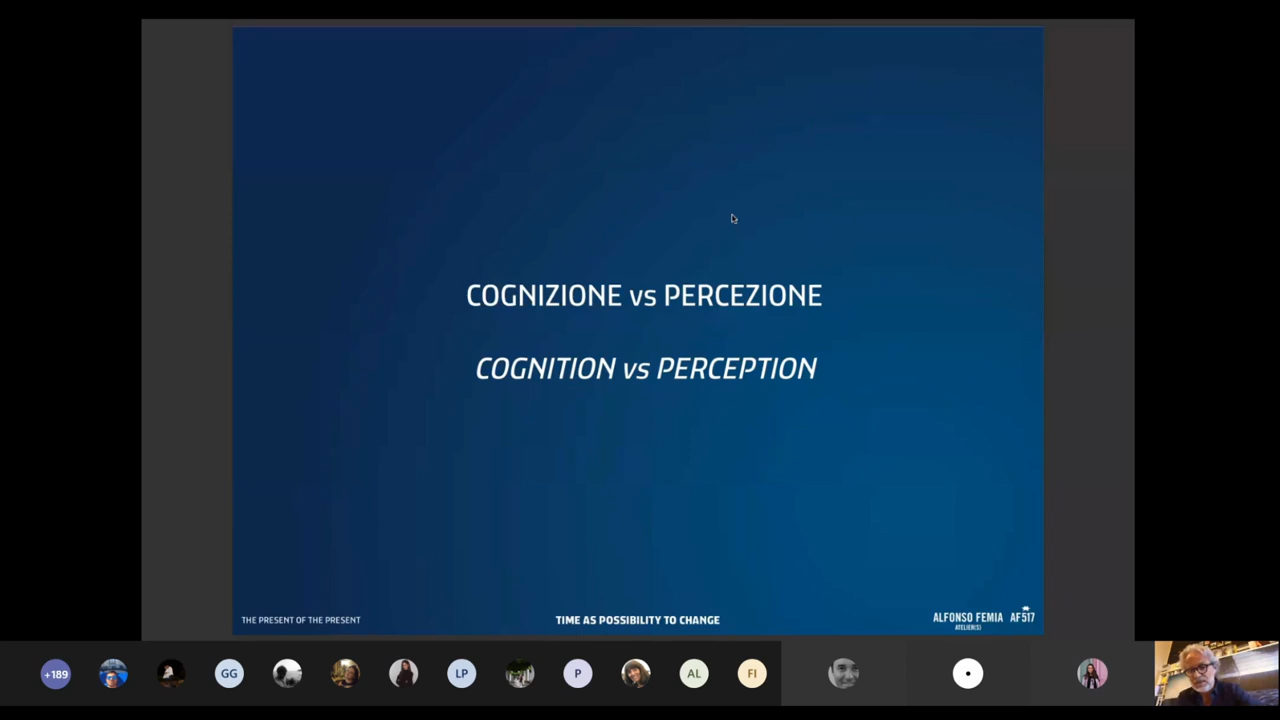 COGNIZIONE vs PERCEZIONE
COGNITION vs PERCEPTION
THE PRESENT OF THE PRESENT
TIME AS POSSIBILITY TO CHANGE
ALFONSO FEMIA AF517
ATELIER(S)
+189
GG
LP
P
AL
FI